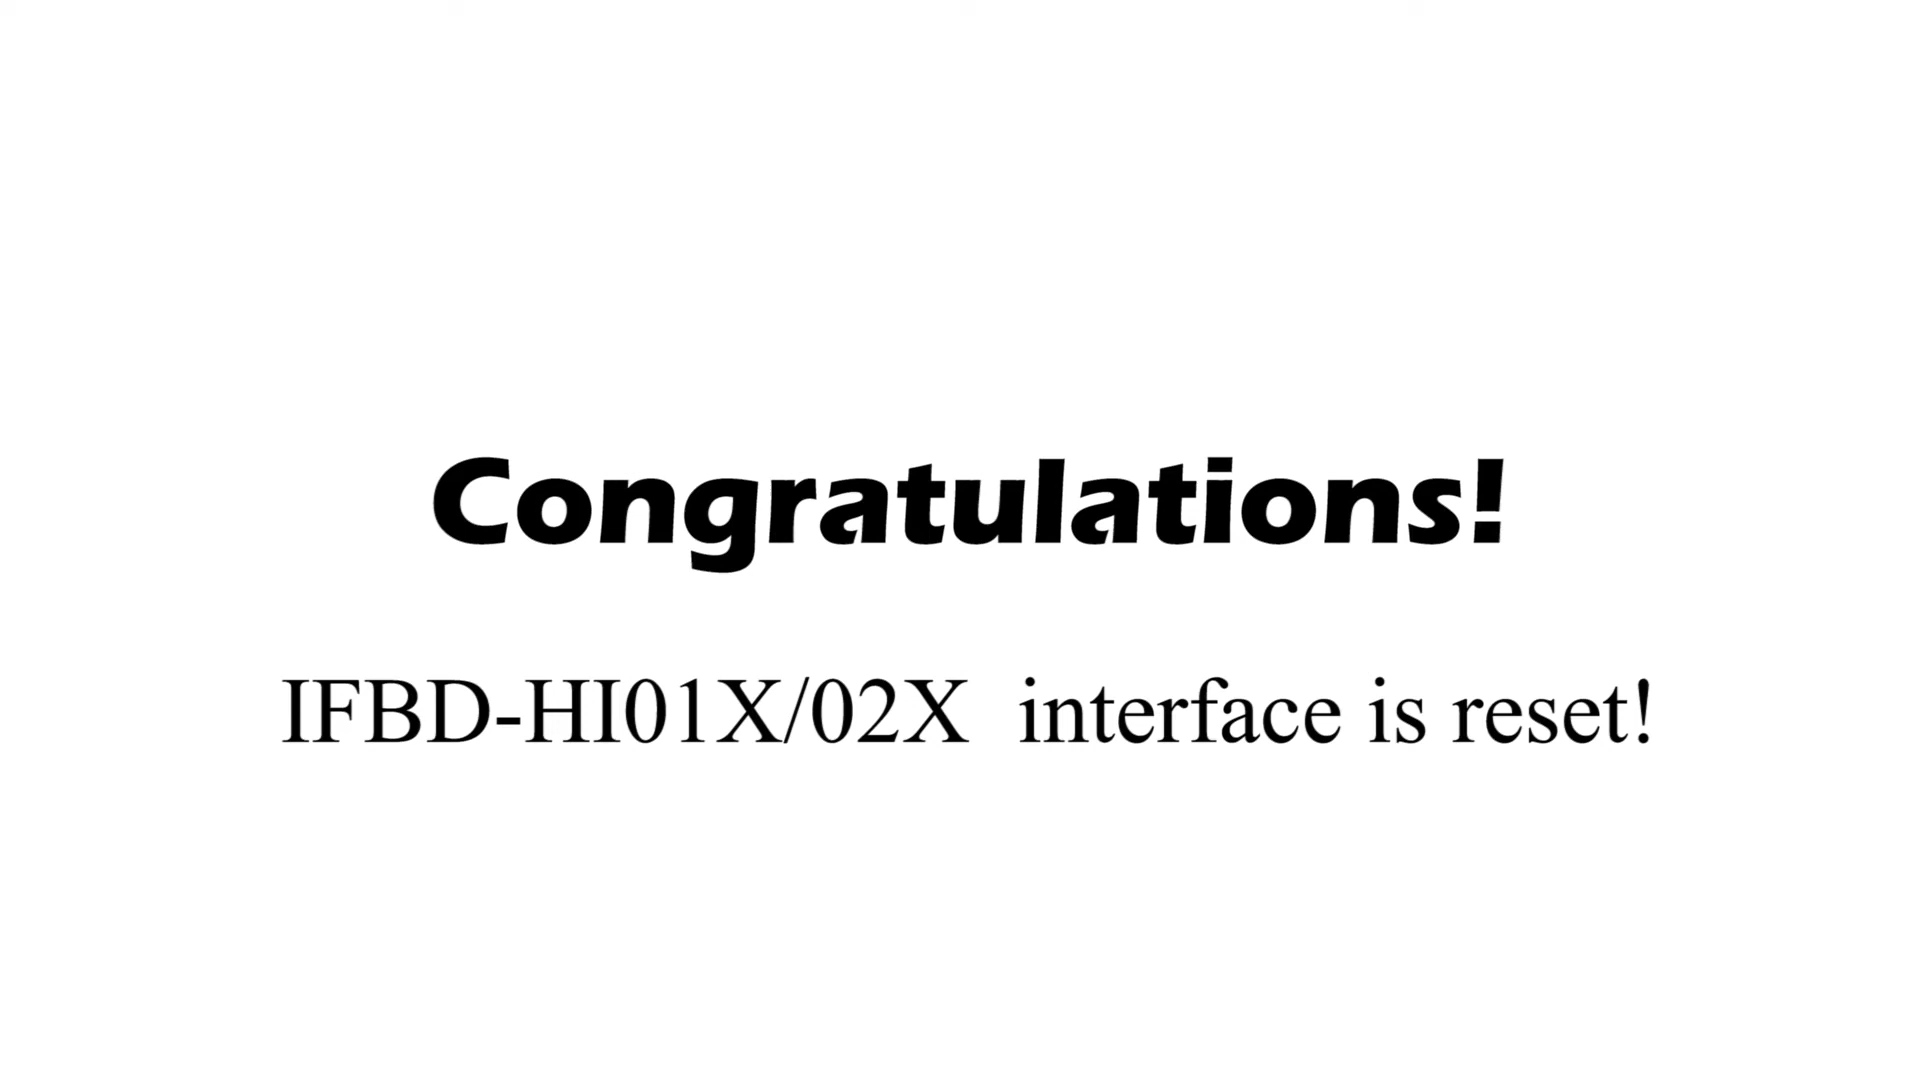 Congratulations!
IFBD-HI01X/02X interface is reset!